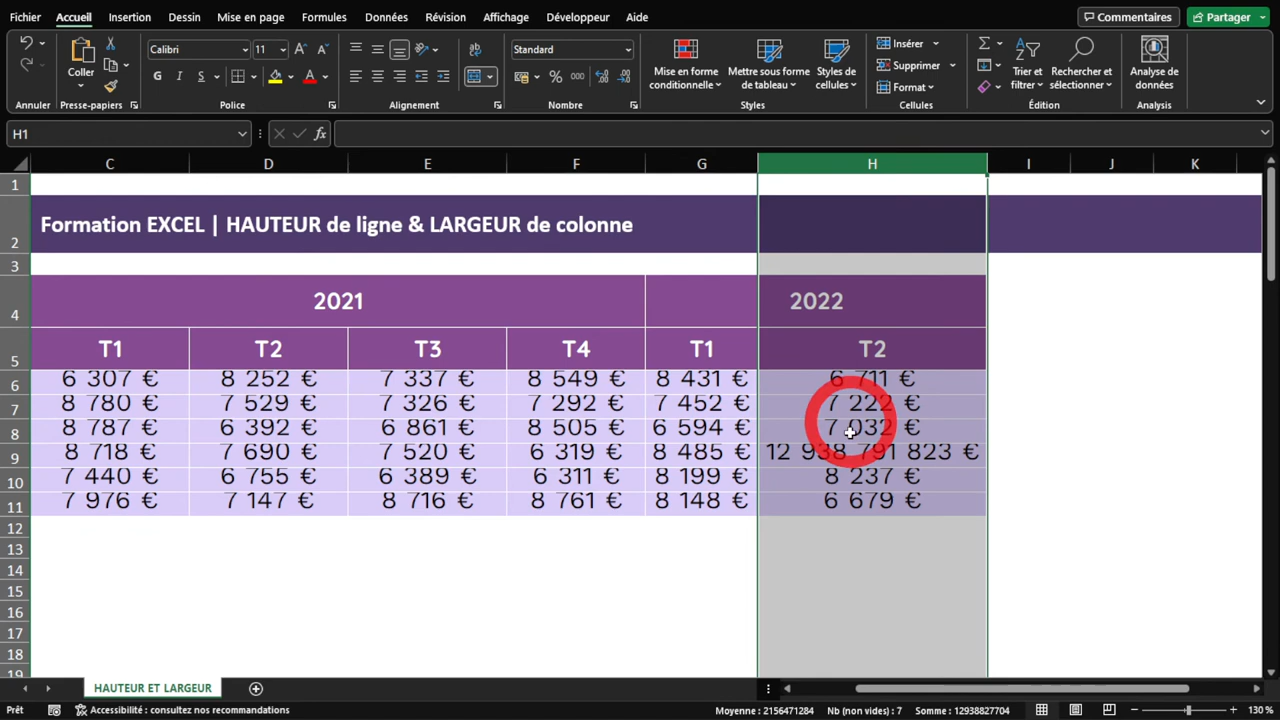 Fichier Accueil Insertion Dessin Mise en page Formules Données Révision Affichage Développeur Aide Commentaires Partager
Annuler
Coller
Presse-papiers
Calibri 11
G I S
Police
Alignement
Standard
% 000
Nombre
Mise en forme conditionnelle
Mettre sous forme de tableau
Styles de cellules
Styles
Insérer
Supprimer
Format
Cellules
Trier et filtrer
Rechercher et sélectionner
Édition
Analyse de données
Analysis
H1 fx
C D E F G H I J K
1
2 Formation EXCEL | HAUTEUR de ligne & LARGEUR de colonne
3
4 2021 2022
5 T1 T2 T3 T4 T1 T2
6 6 307 € 8 252 € 7 337 € 8 549 € 8 431 € 6 711 €
7 8 780 € 7 529 € 7 326 € 7 292 € 7 452 € 7 222 €
8 8 787 € 6 392 € 6 861 € 8 505 € 6 594 € 7 032 €
9 8 718 € 7 690 € 7 520 € 6 319 € 8 485 € 12 938 791 823 €
10 7 440 € 6 755 € 6 389 € 6 311 € 8 199 € 8 237 €
11 7 976 € 7 147 € 8 716 € 8 761 € 8 148 € 6 679 €
12
13
14
15
16
17
18
19
HAUTEUR ET LARGEUR
Prêt Accessibilité : consultez nos recommandations Moyenne : 2156471284 Nb (non vides) : 7 Somme : 12938827704 130 %